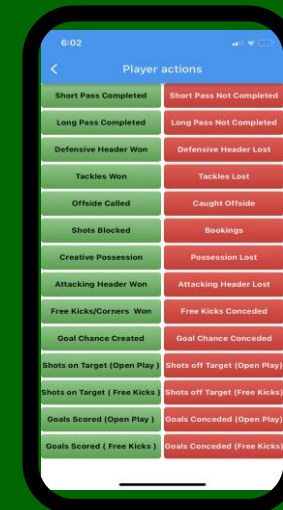 6:02
Player actions
Short Pass Completed Short Pass Not Completed
Long Pass Completed Long Pass Not Completed
Defensive Header Won Defensive Header Lost
Tackles Won Tackles Lost
Offside Called Caught Offside
Shots Blocked Bookings
Creative Possession Possession Lost
Attacking Header Won Attacking Header Lost
Free Kicks/Corners Won Free Kicks Conceded
Goal Chance Created Goal Chance Conceded
Shots on Target (Open Play ) Shots off Target (Open Play)
Shots on Target ( Free Kicks ) Shots off Target (Free Kicks)
Goals Scored (Open Play ) Goals Conceded (Open Play)
Goals Scored ( Free Kicks ) Goals Conceded (Free Kicks)